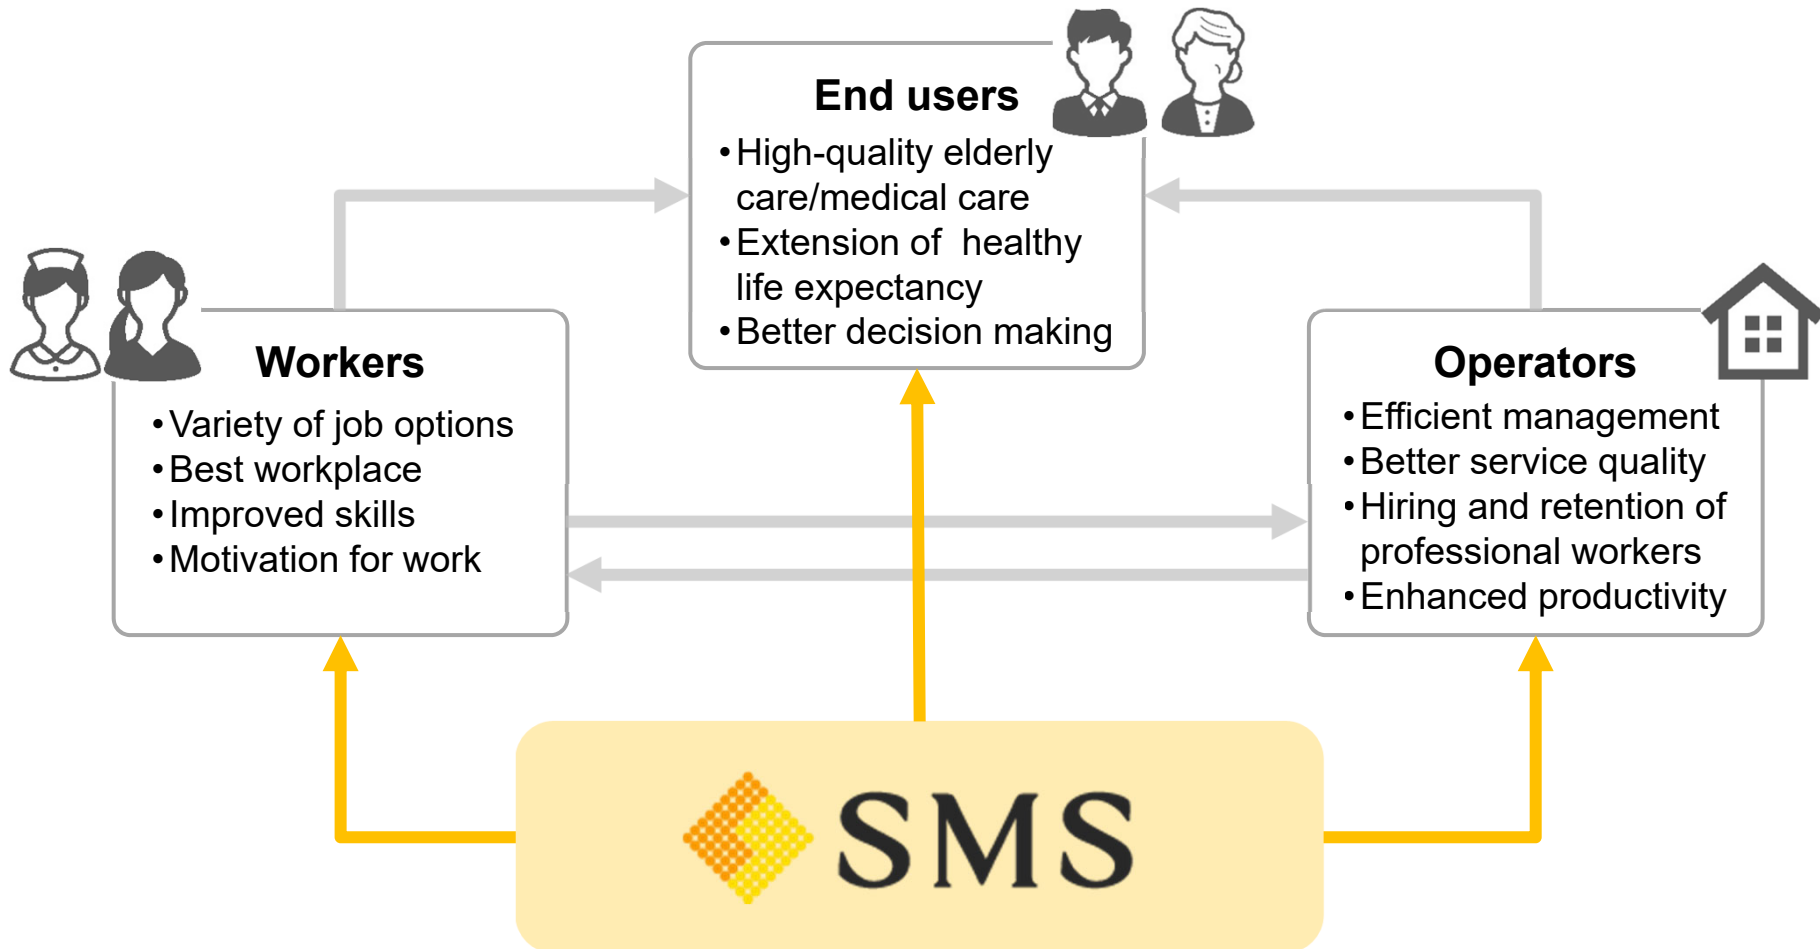 End users
•High-quality elderly
care/medical care
•Extension of  healthy
life expectancy
•Better decision making
Workers
•Variety of job options
•Best workplace
•Improved skills
•Motivation for work
Operators
•Efficient management
•Better service quality
•Hiring and retention of
professional workers
•Enhanced productivity
SMS